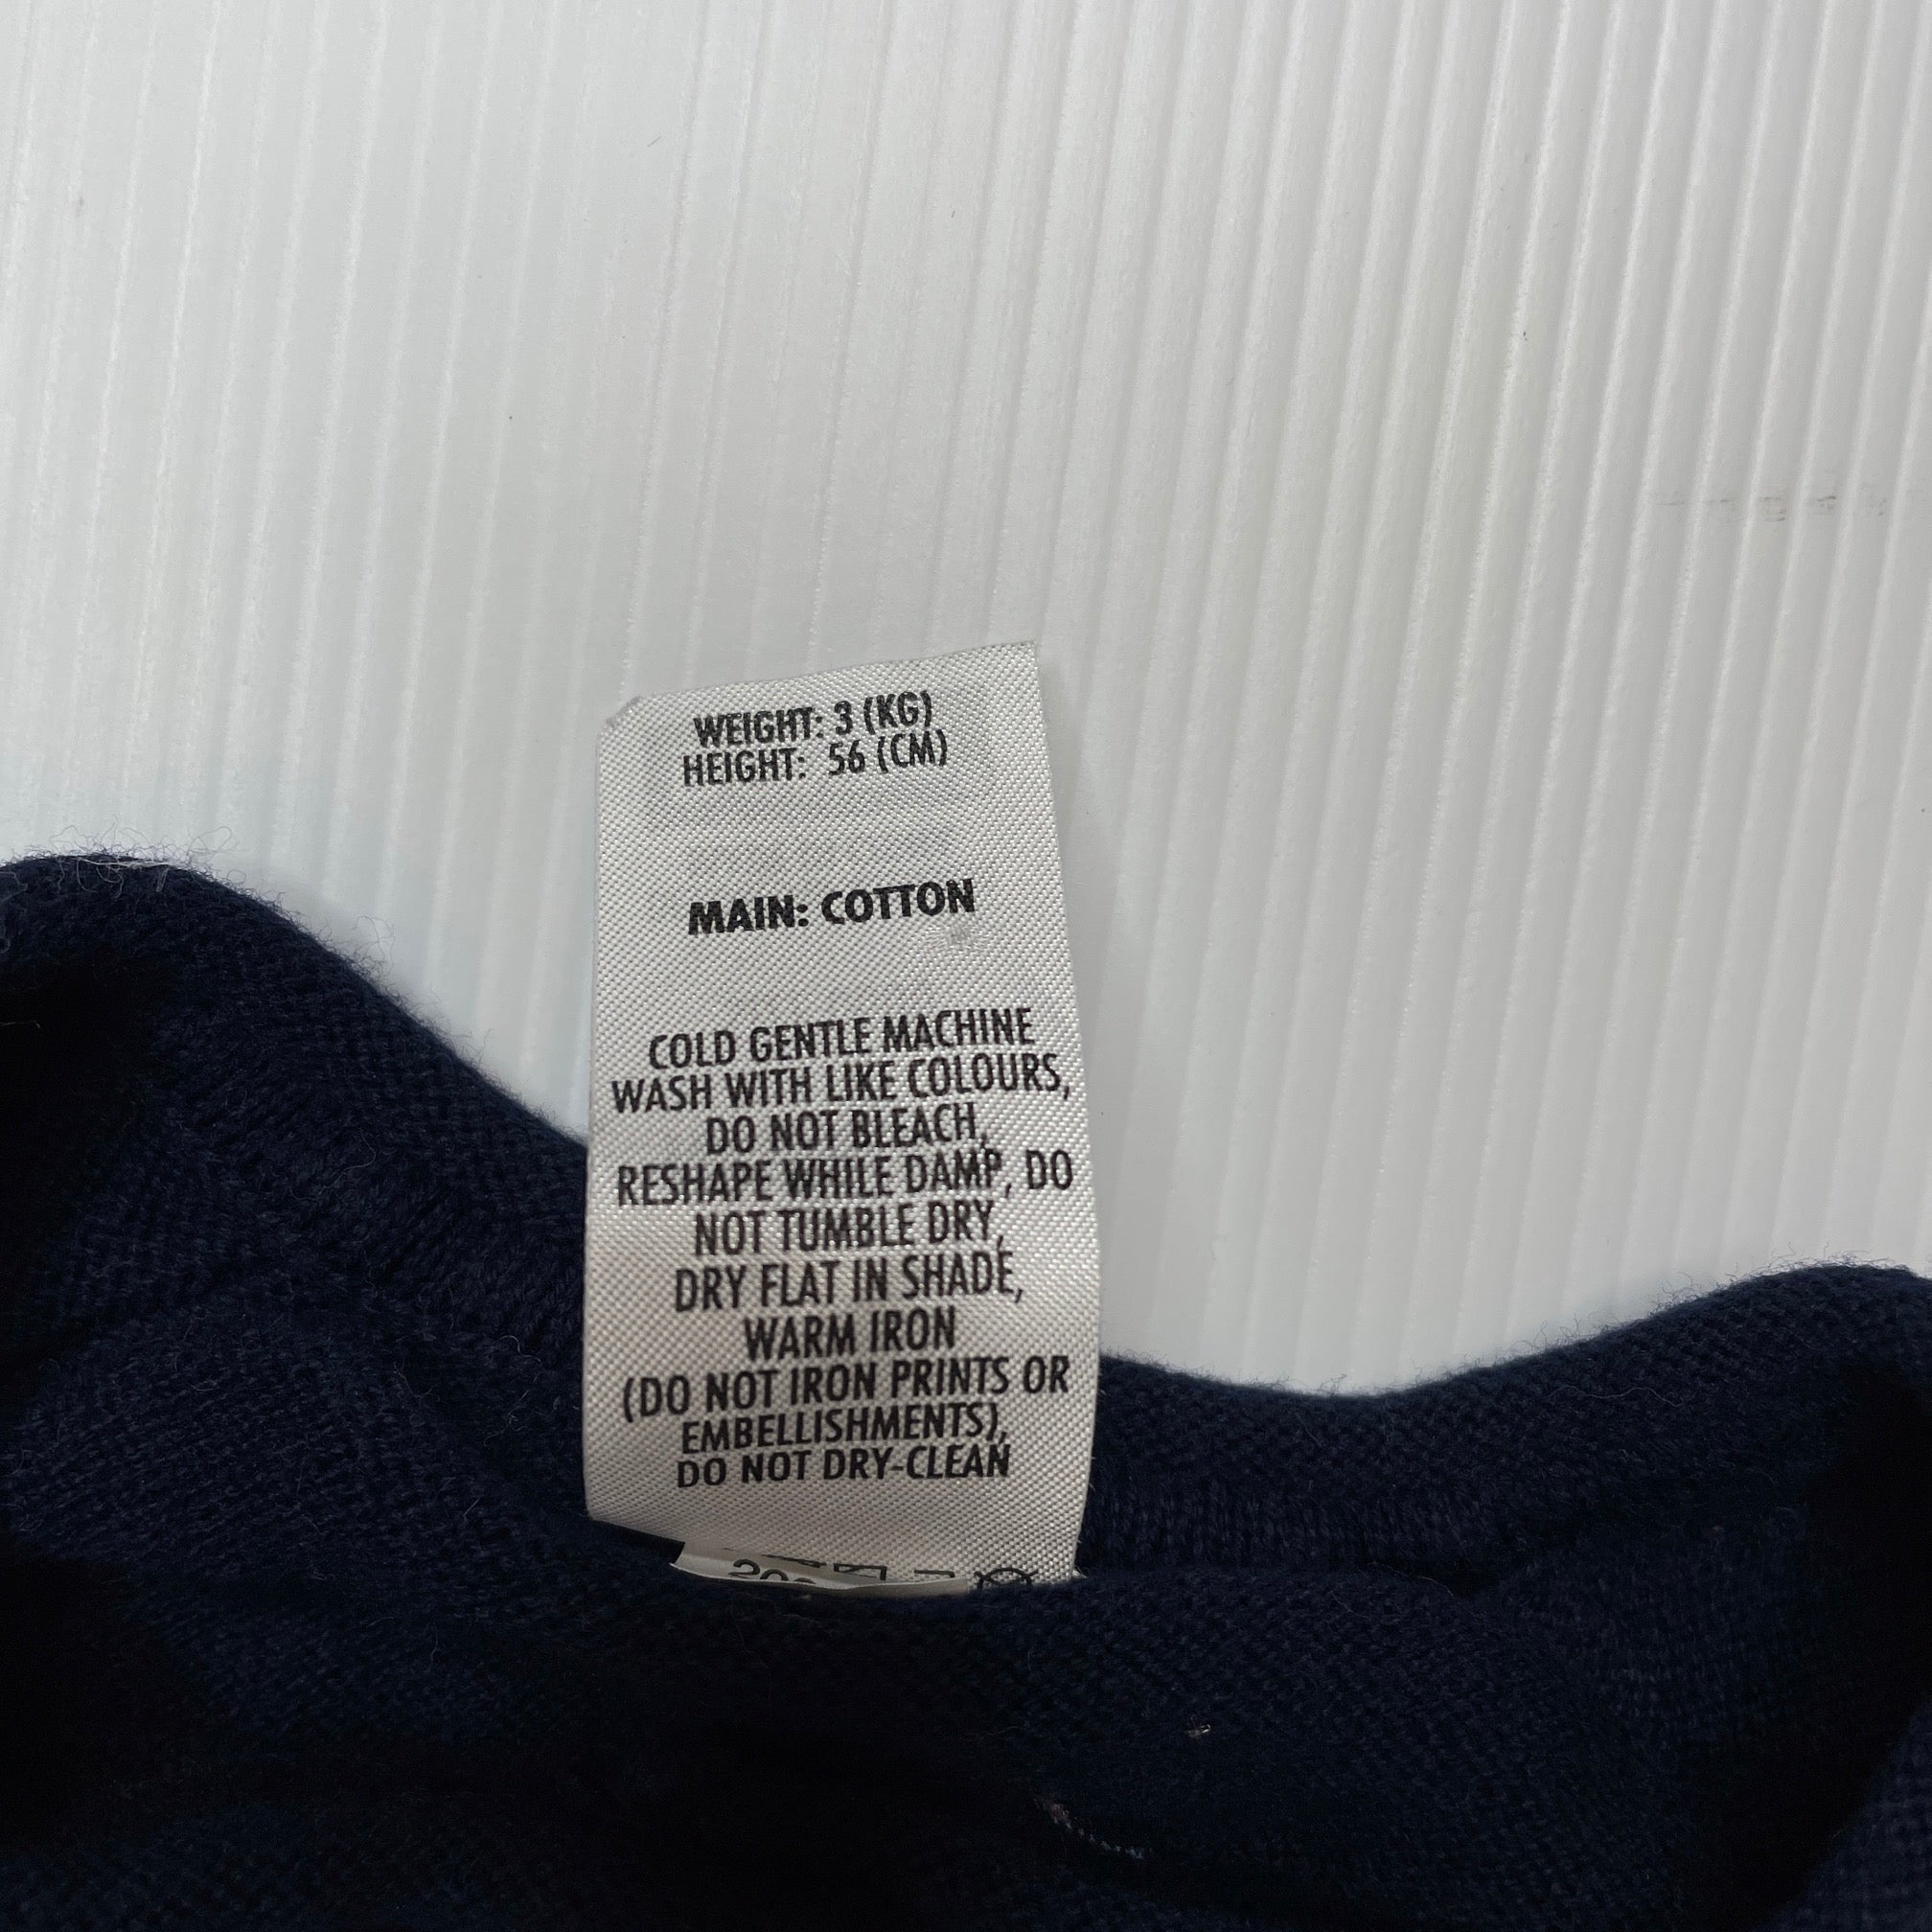 WEIGHT: 3 (KG)
HEIGHT: 56 (CM)
MAIN: COTTON
COLD GENTLE MACHINE
WASH WITH LIKE COLOURS,
DO NOT BLEACH,
RESHAPE WHILE DAMP, DO
NOT TUMBLE DRY,
DRY FLAT IN SHADE,
WARM IRON
(DO NOT IRON PRINTS OR
EMBELLISHMENTS),
DO NOT DRY-CLEAN